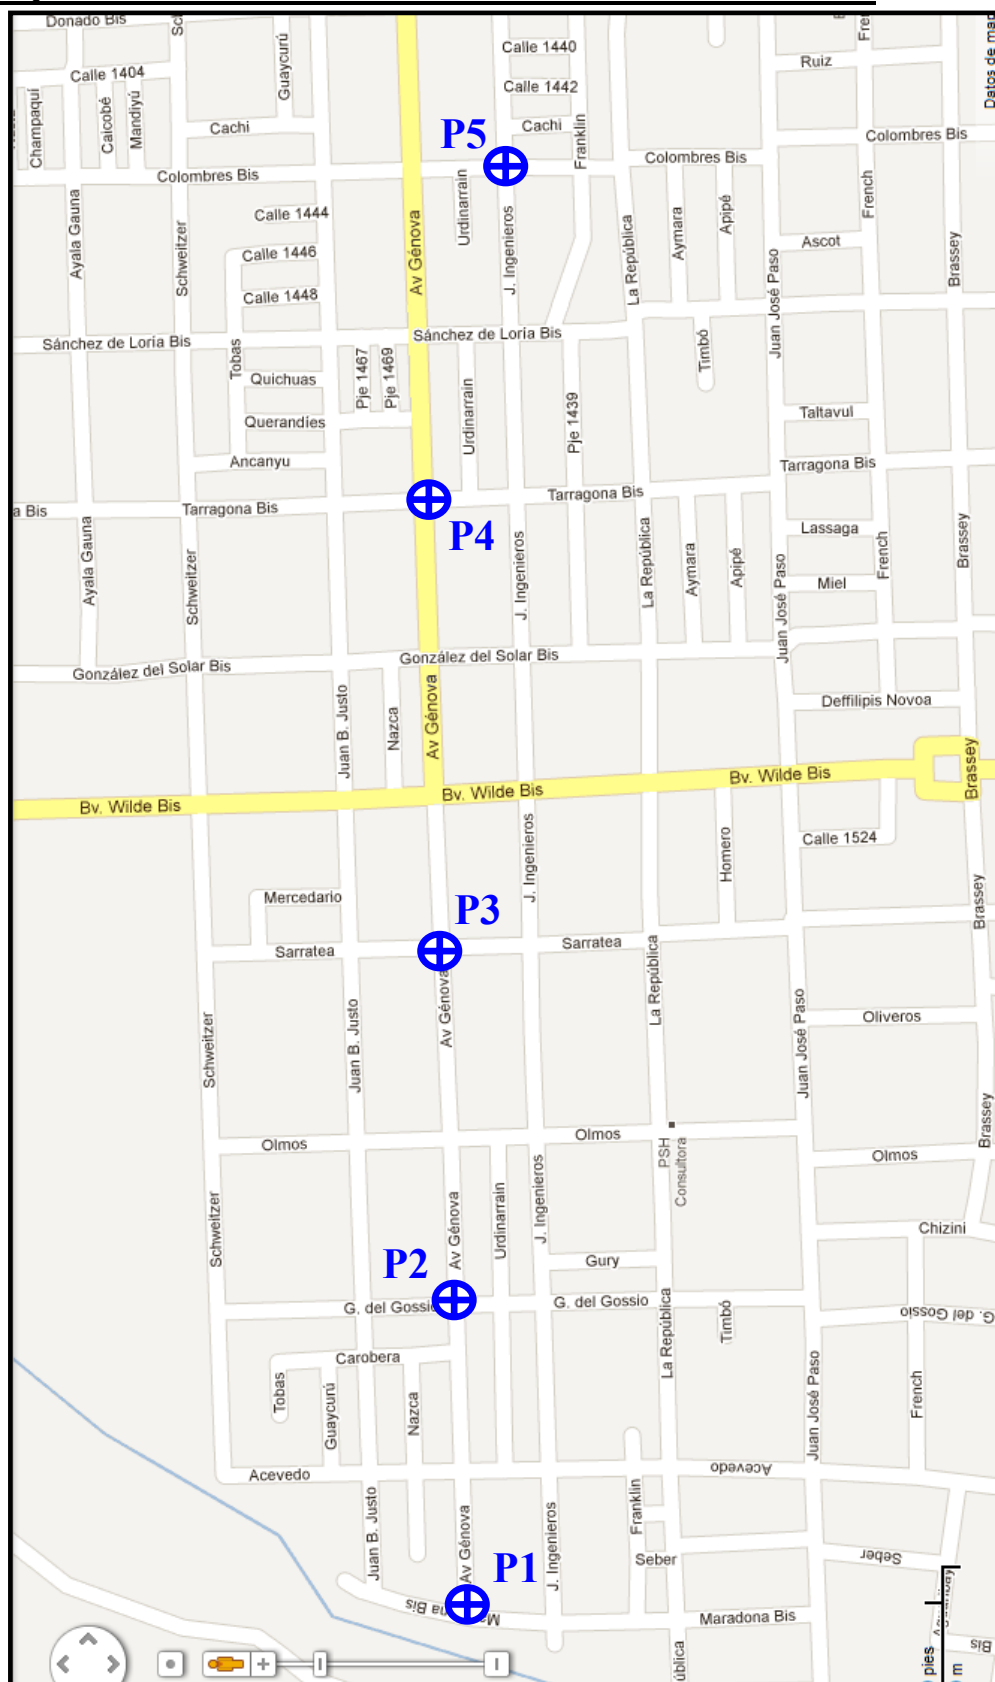 Donado Bis
Calle 1404
Champaquí
Caicobé
Mandiyú
Guaycurú
Cachi
Calle 1440
Calle 1442
Cachi
Franklin
Ruiz
Datos de
P5
Colombres Bis
Colombres Bis
Colombres Bis
Ayala Gauna
Schweitzer
Calle 1444
Calle 1446
Calle 1448
Av Génova
Urdinarrain
J. Ingenieros
La República
Aymara
Apipé
Juan José Paso
Ascot
French
Brassey
Sánchez de Loria Bis
Sánchez de Loria Bis
Tobas
Quichuas
Querandíes
Pje 1467
Pje 1469
Urdinarrain
Pje 1439
Timbó
Taltavul
Ancanyu
Tarragona Bis
a Bis
Tarragona Bis
Tarragona Bis
P4
Ayala Gauna
Schweitzer
J. Ingenieros
La República
Aymara
Apipé
Juan José Paso
Lassaga
Miel
French
Brassey
González del Solar Bis
González del Solar Bis
Juan B. Justo
Nazca
Av Génova
Deffilipis Novoa
Bv. Wilde Bis
Bv. Wilde Bis
Bv. Wilde Bis
Brassey
J. Ingenieros
Homero
Calle 1524
Mercedario
P3
Brassey
Sarratea
Sarratea
La República
Schweitzer
Juan B. Justo
Av Génova
Juan José Paso
Oliveros
Brassey
Olmos
Olmos
PSH
Consultora
Olmos
Schweitzer
Av Génova
Urdinarrain
J. Ingenieros
Chizini
Gury
P2
G. del Gossio
G. del Gossio
La República
Timbó
G. del Gossio
Carobera
Tobas
Guaycurú
Nazca
Juan José Paso
French
Acevedo
Acevedo
Juan B. Justo
Av Génova
J. Ingenieros
Franklin
P1
Seber
Seber
Maradona Bis
Bis
pies
m